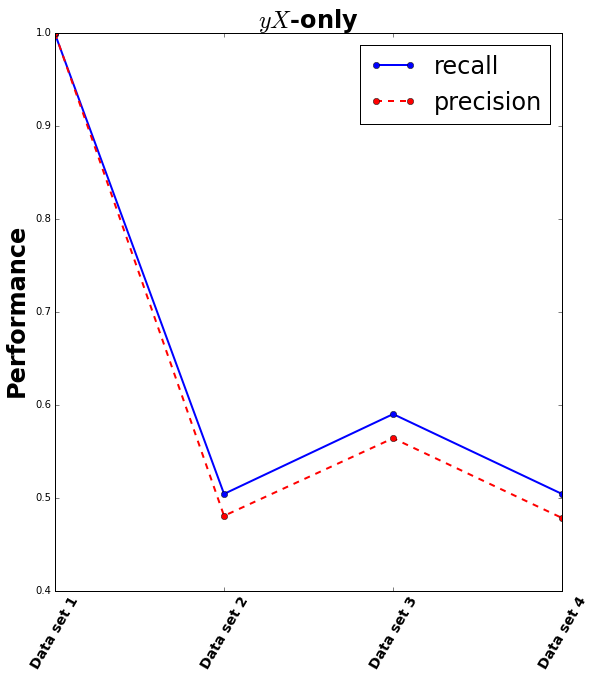 yX-only
recall
precision
Performance
1.0
0.9
0.8
0.7
0.6
0.5
0.4
Data set 1
Data set 2
Data set 3
Data set 4